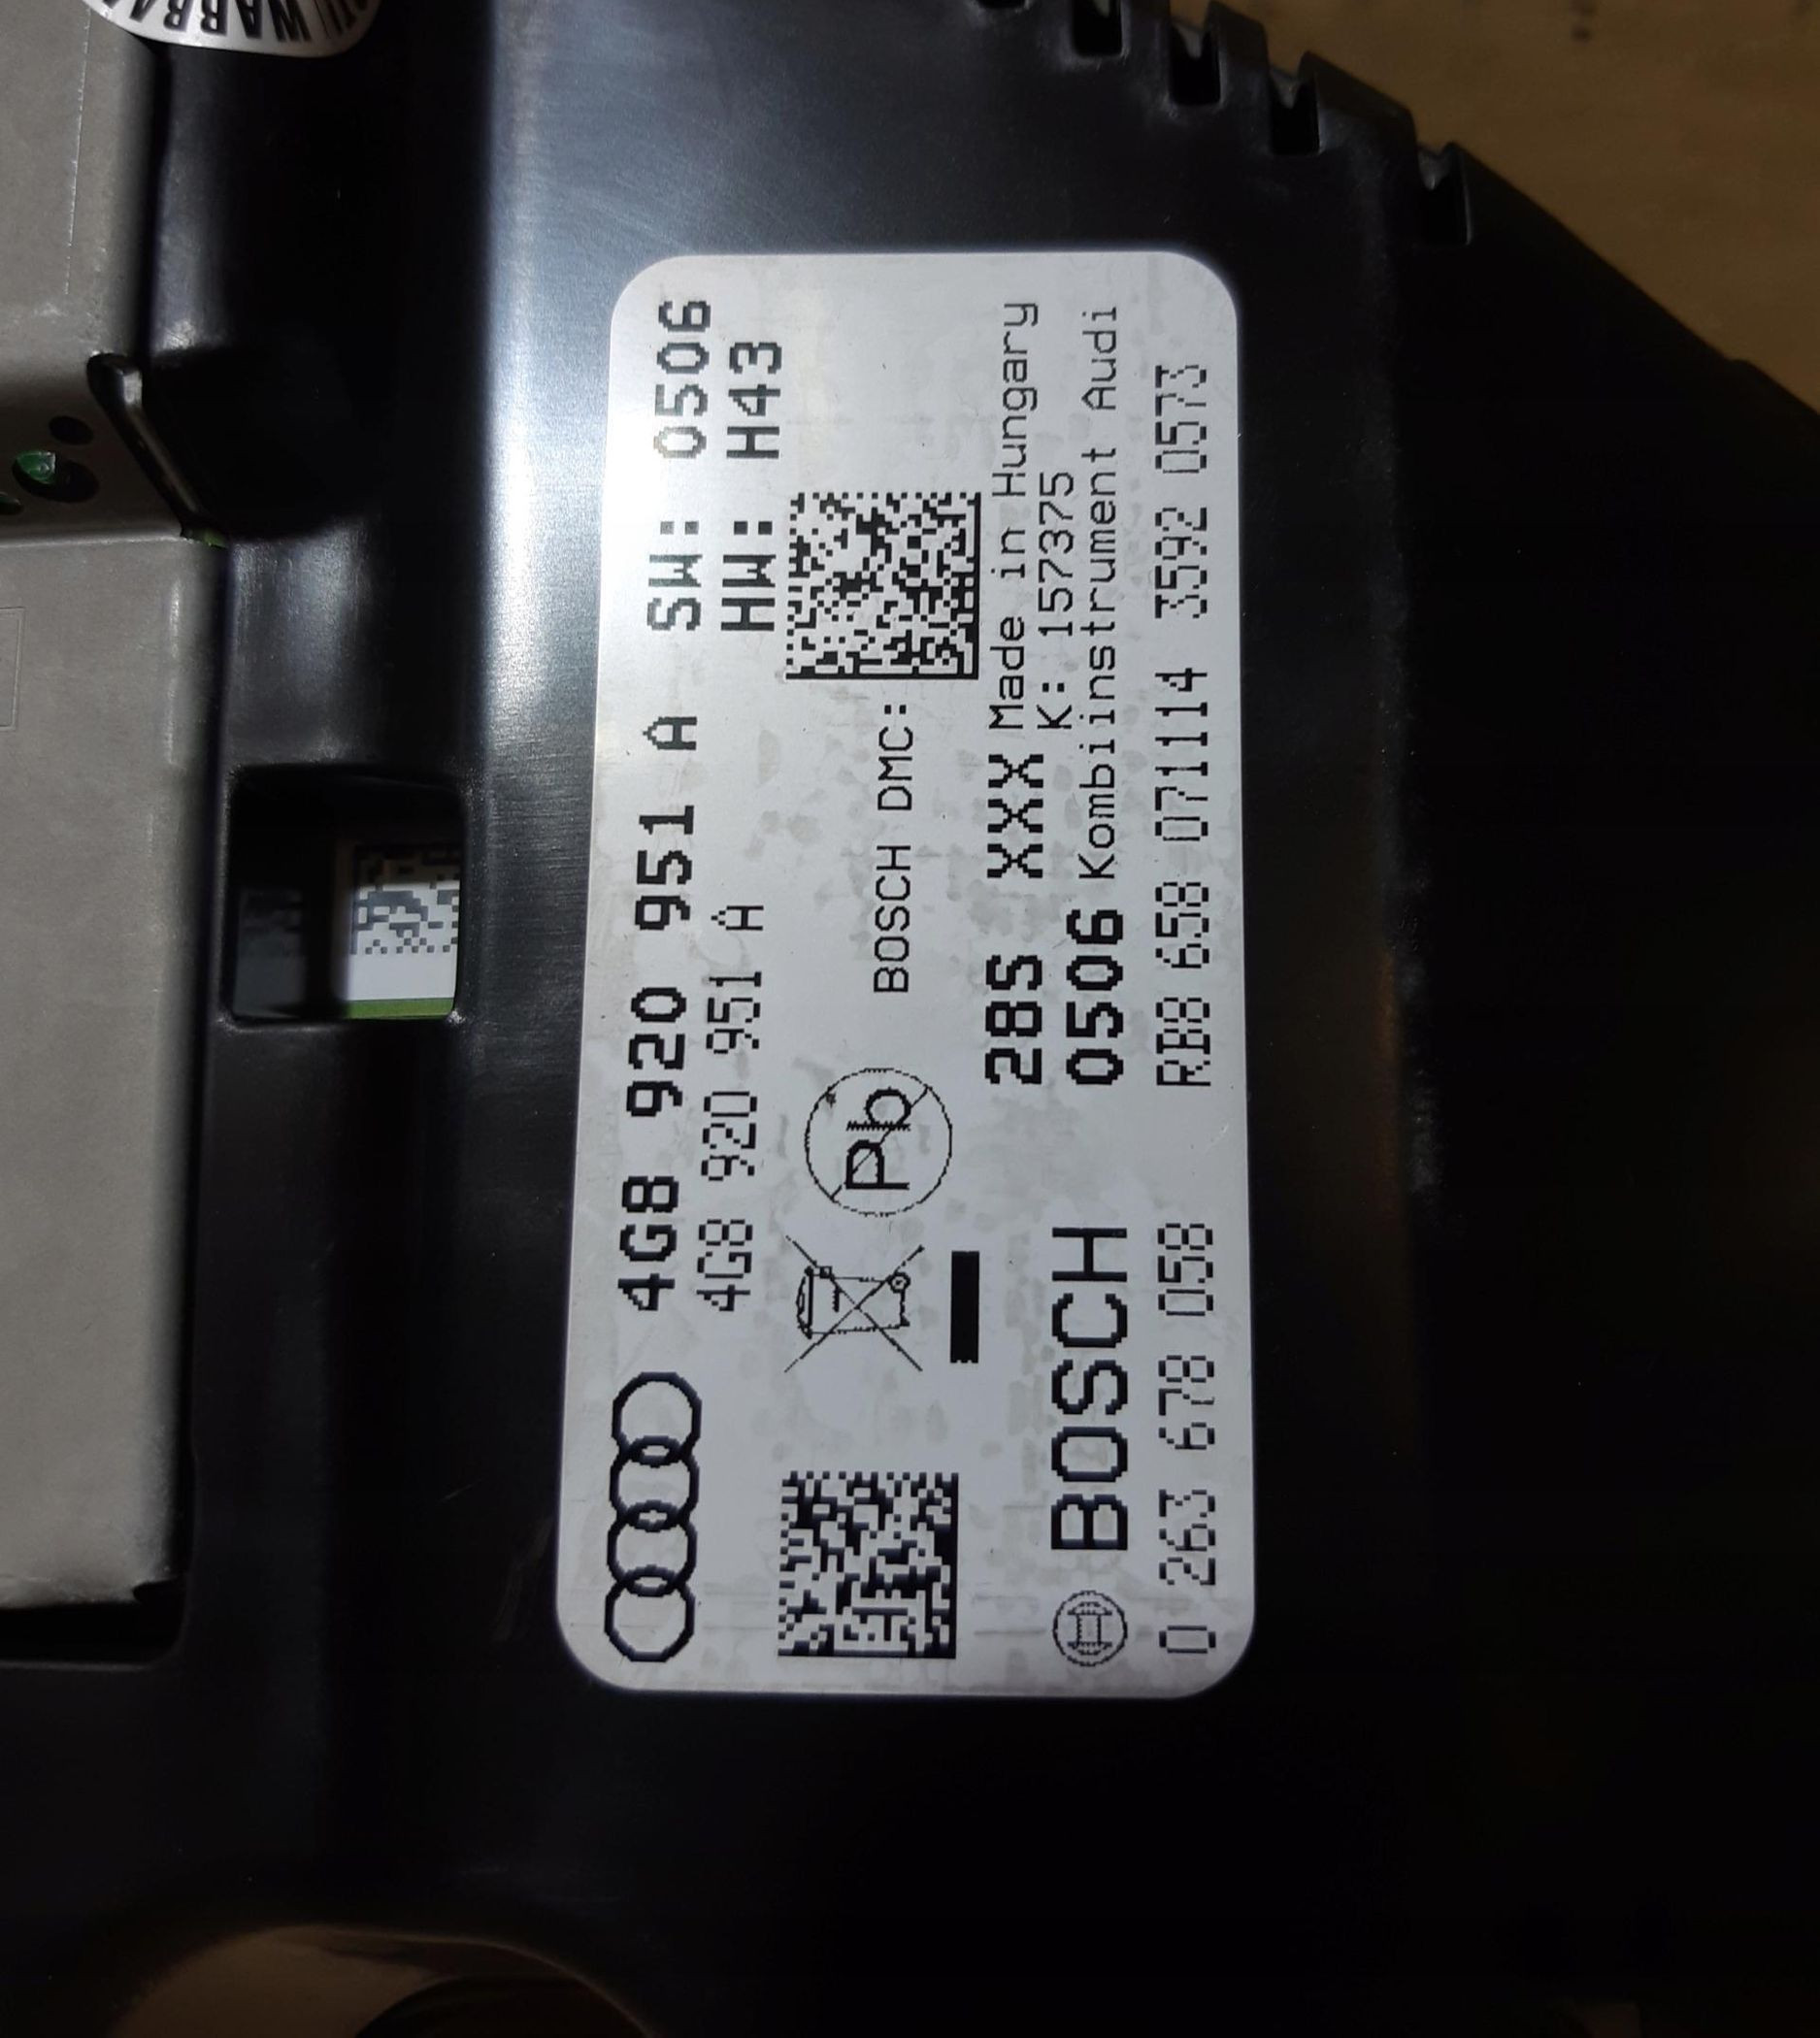 4G8 920 951 A SW: 0506
4G8 920 951 A HW: H43
Pb
BOSCH DMC:
28S XXX Made in Hungary
K: 157375
BOSCH 0506 Kombiinstrument Audi
0 263 678 058 RB8 658 071114 3592 0573